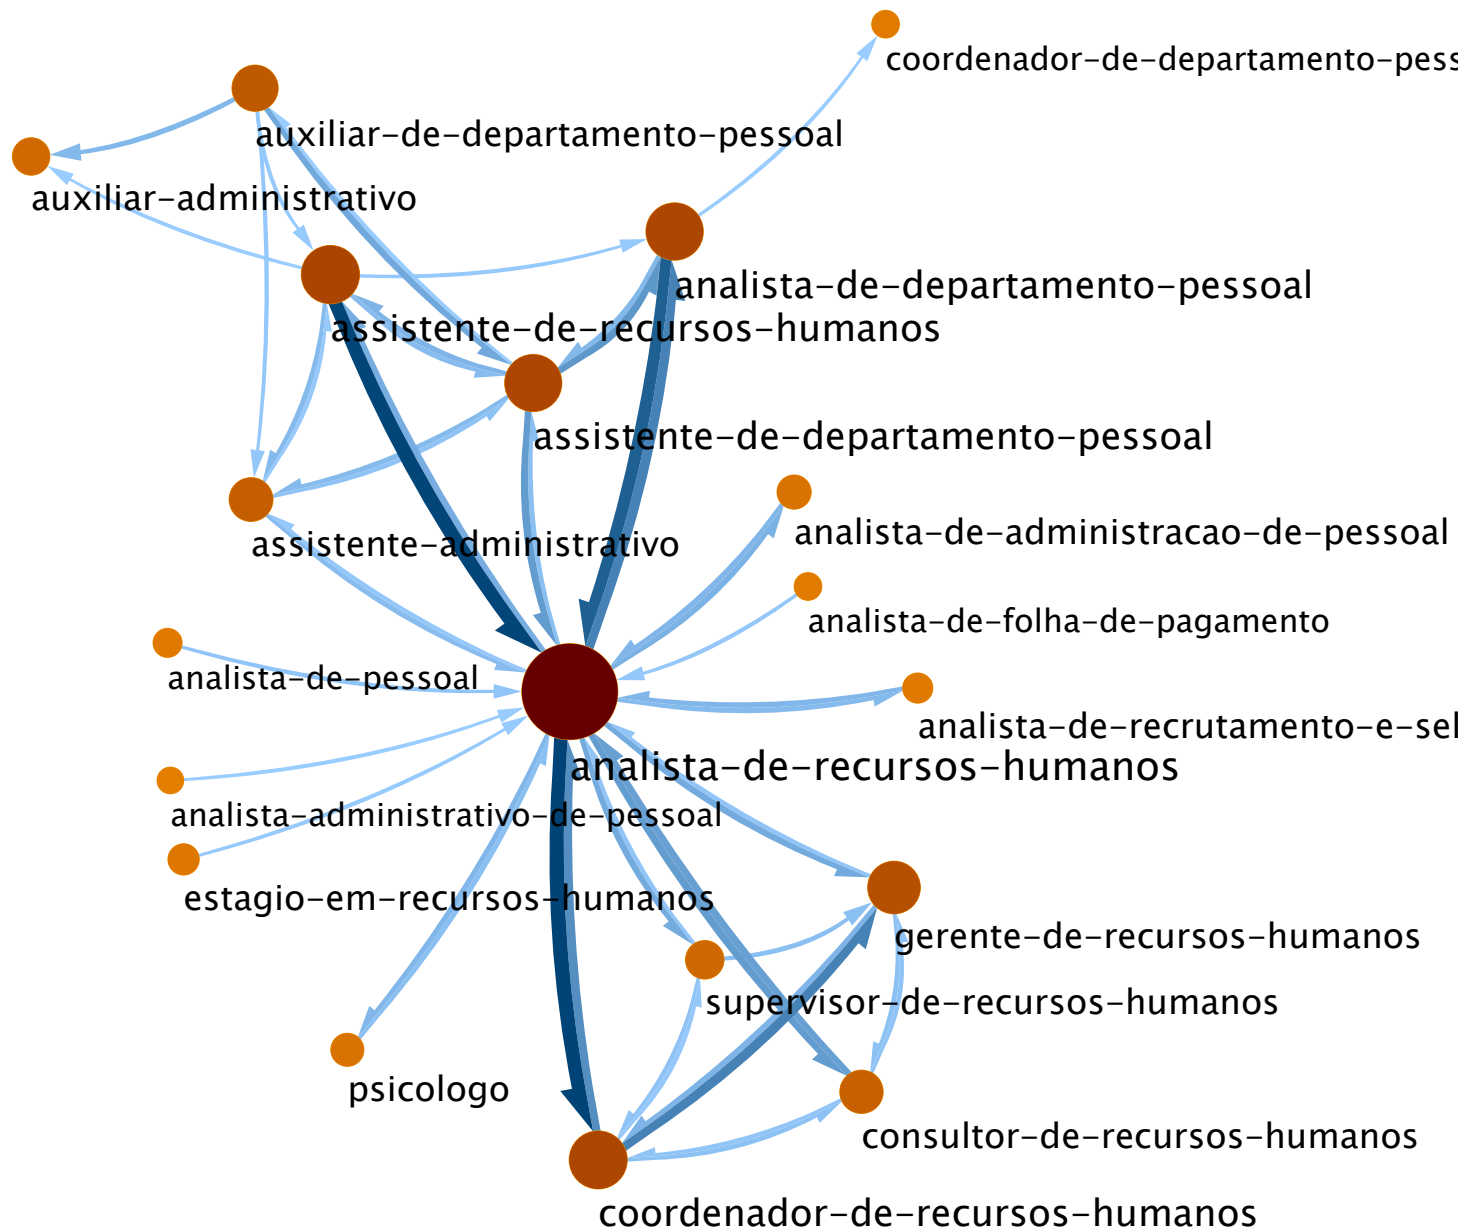 coordenador-de-departamento-pess
auxiliar-de-departamento-pessoal
auxiliar-administrativo
analista-de-departamento-pessoal
assistente-de-recursos-humanos
assistente-de-departamento-pessoal
analista-de-administracao-de-pessoal
assistente-administrativo
analista-de-folha-de-pagamento
analista-de-pessoal
analista-de-recrutamento-e-sel
analista-de-recursos-humanos
analista-administrativo-de-pessoal
estagio-em-recursos-humanos
gerente-de-recursos-humanos
supervisor-de-recursos-humanos
psicologo
consultor-de-recursos-humanos
coordenador-de-recursos-humanos